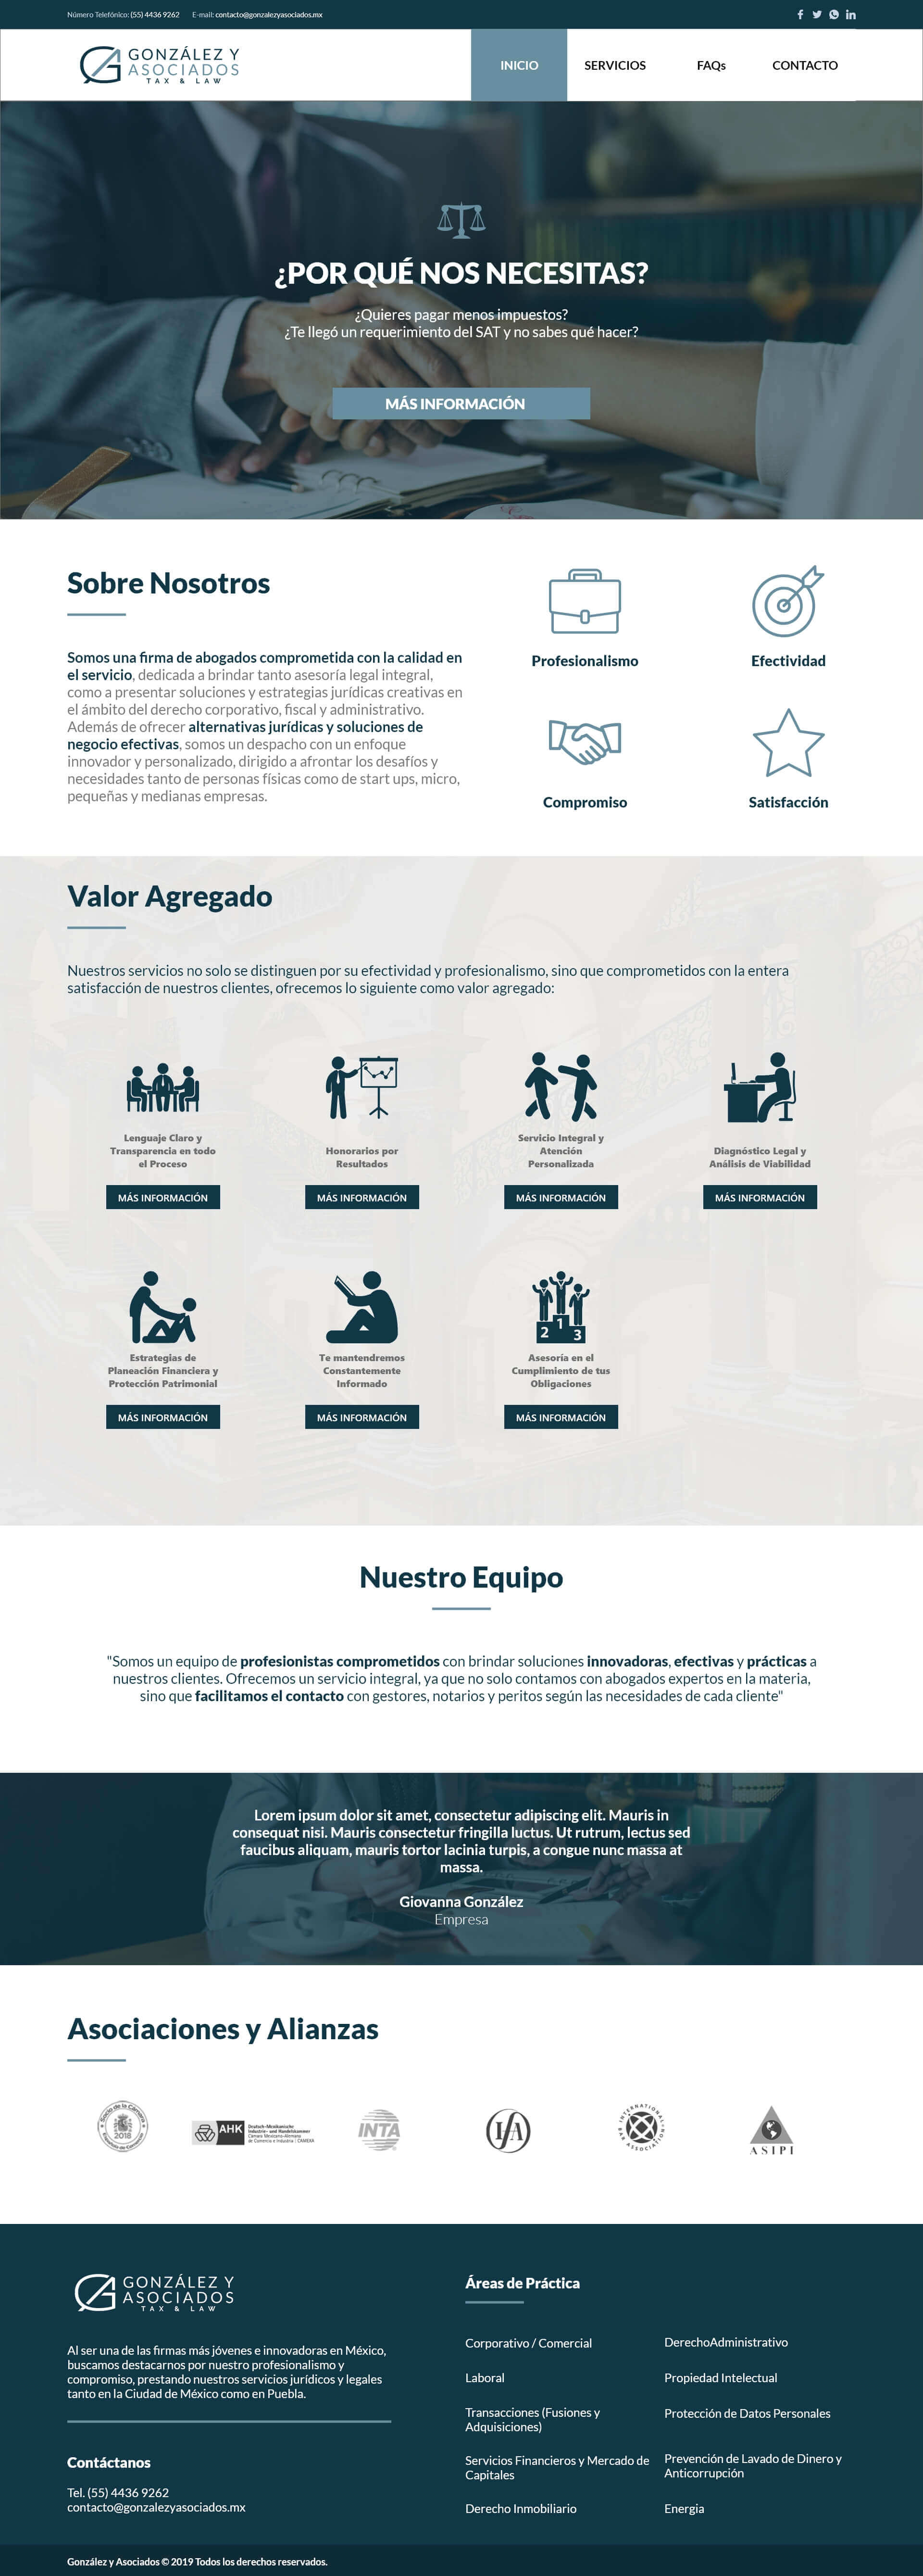 Número Telefónico: (55) 4436 9262 E-mail: contacto@gonzalezyasociados.mx
GONZÁLEZ Y
ASOCIADOS
TAX & LAW
INICIO SERVICIOS FAQs CONTACTO
¿POR QUÉ NOS NECESITAS?
¿Quieres pagar menos impuestos?
¿Te llegó un requerimiento del SAT y no sabes qué hacer?
MÁS INFORMACIÓN
Sobre Nosotros
Somos una firma de abogados comprometida con la calidad en
el servicio, dedicada a brindar tanto asesoría legal integral,
como a presentar soluciones y estrategias jurídicas creativas en
el ámbito del derecho corporativo, fiscal y administrativo.
Además de ofrecer alternativas jurídicas y soluciones de
negocio efectivas, somos un despacho con un enfoque
innovador y personalizado, dirigido a afrontar los desafíos y
necesidades tanto de personas físicas como de start ups, micro,
pequeñas y medianas empresas.
Profesionalismo
Efectividad
Compromiso
Satisfacción
Valor Agregado
Nuestros servicios no solo se distinguen por su efectividad y profesionalismo, sino que comprometidos con la entera
satisfacción de nuestros clientes, ofrecemos lo siguiente como valor agregado:
Lenguaje Claro y
Transparencia en todo
el Proceso
MÁS INFORMACIÓN
Honorarios por
Resultados
MÁS INFORMACIÓN
Servicio Integral y
Atención
Personalizada
MÁS INFORMACIÓN
Diagnóstico Legal y
Análisis de Viabilidad
MÁS INFORMACIÓN
Estrategias de
Planeación Financiera y
Protección Patrimonial
MÁS INFORMACIÓN
Te mantendremos
Constantemente
Informado
MÁS INFORMACIÓN
2 1 3
Asesoría en el
Cumplimiento de tus
Obligaciones
MÁS INFORMACIÓN
Nuestro Equipo
"Somos un equipo de profesionistas comprometidos con brindar soluciones innovadoras, efectivas y prácticas a
nuestros clientes. Ofrecemos un servicio integral, ya que no solo contamos con abogados expertos en la materia,
sino que facilitamos el contacto con gestores, notarios y peritos según las necesidades de cada cliente"
Lorem ipsum dolor sit amet, consectetur adipiscing elit. Mauris in
consequat nisi. Mauris consectetur fringilla luctus. Ut rutrum, lectus sed
faucibus aliquam, mauris tortor lacinia turpis, a congue nunc massa at
massa.
Giovanna González
Empresa
Asociaciones y Alianzas
Socio de la Cámara
2018
AHK
Deutsch-Mexikanische
Industrie- und Handelskammer
Cámara Mexicano-Alemana
de Comercio e Industria | CAMEXA
INTA
IFA
INTERNATIONAL
BAR ASSOCIATION
ASIPI
GONZÁLEZ Y
ASOCIADOS
TAX & LAW
Al ser una de las firmas más jóvenes e innovadoras en México,
buscamos destacarnos por nuestro profesionalismo y
compromiso, prestando nuestros servicios jurídicos y legales
tanto en la Ciudad de México como en Puebla.
Contáctanos
Tel. (55) 4436 9262
contacto@gonzalezyasociados.mx
Áreas de Práctica
Corporativo / Comercial
DerechoAdministrativo
Laboral
Propiedad Intelectual
Transacciones (Fusiones y
Adquisiciones)
Protección de Datos Personales
Servicios Financieros y Mercado de
Capitales
Prevención de Lavado de Dinero y
Anticorrupción
Derecho Inmobiliario
Energia
González y Asociados © 2019 Todos los derechos reservados.